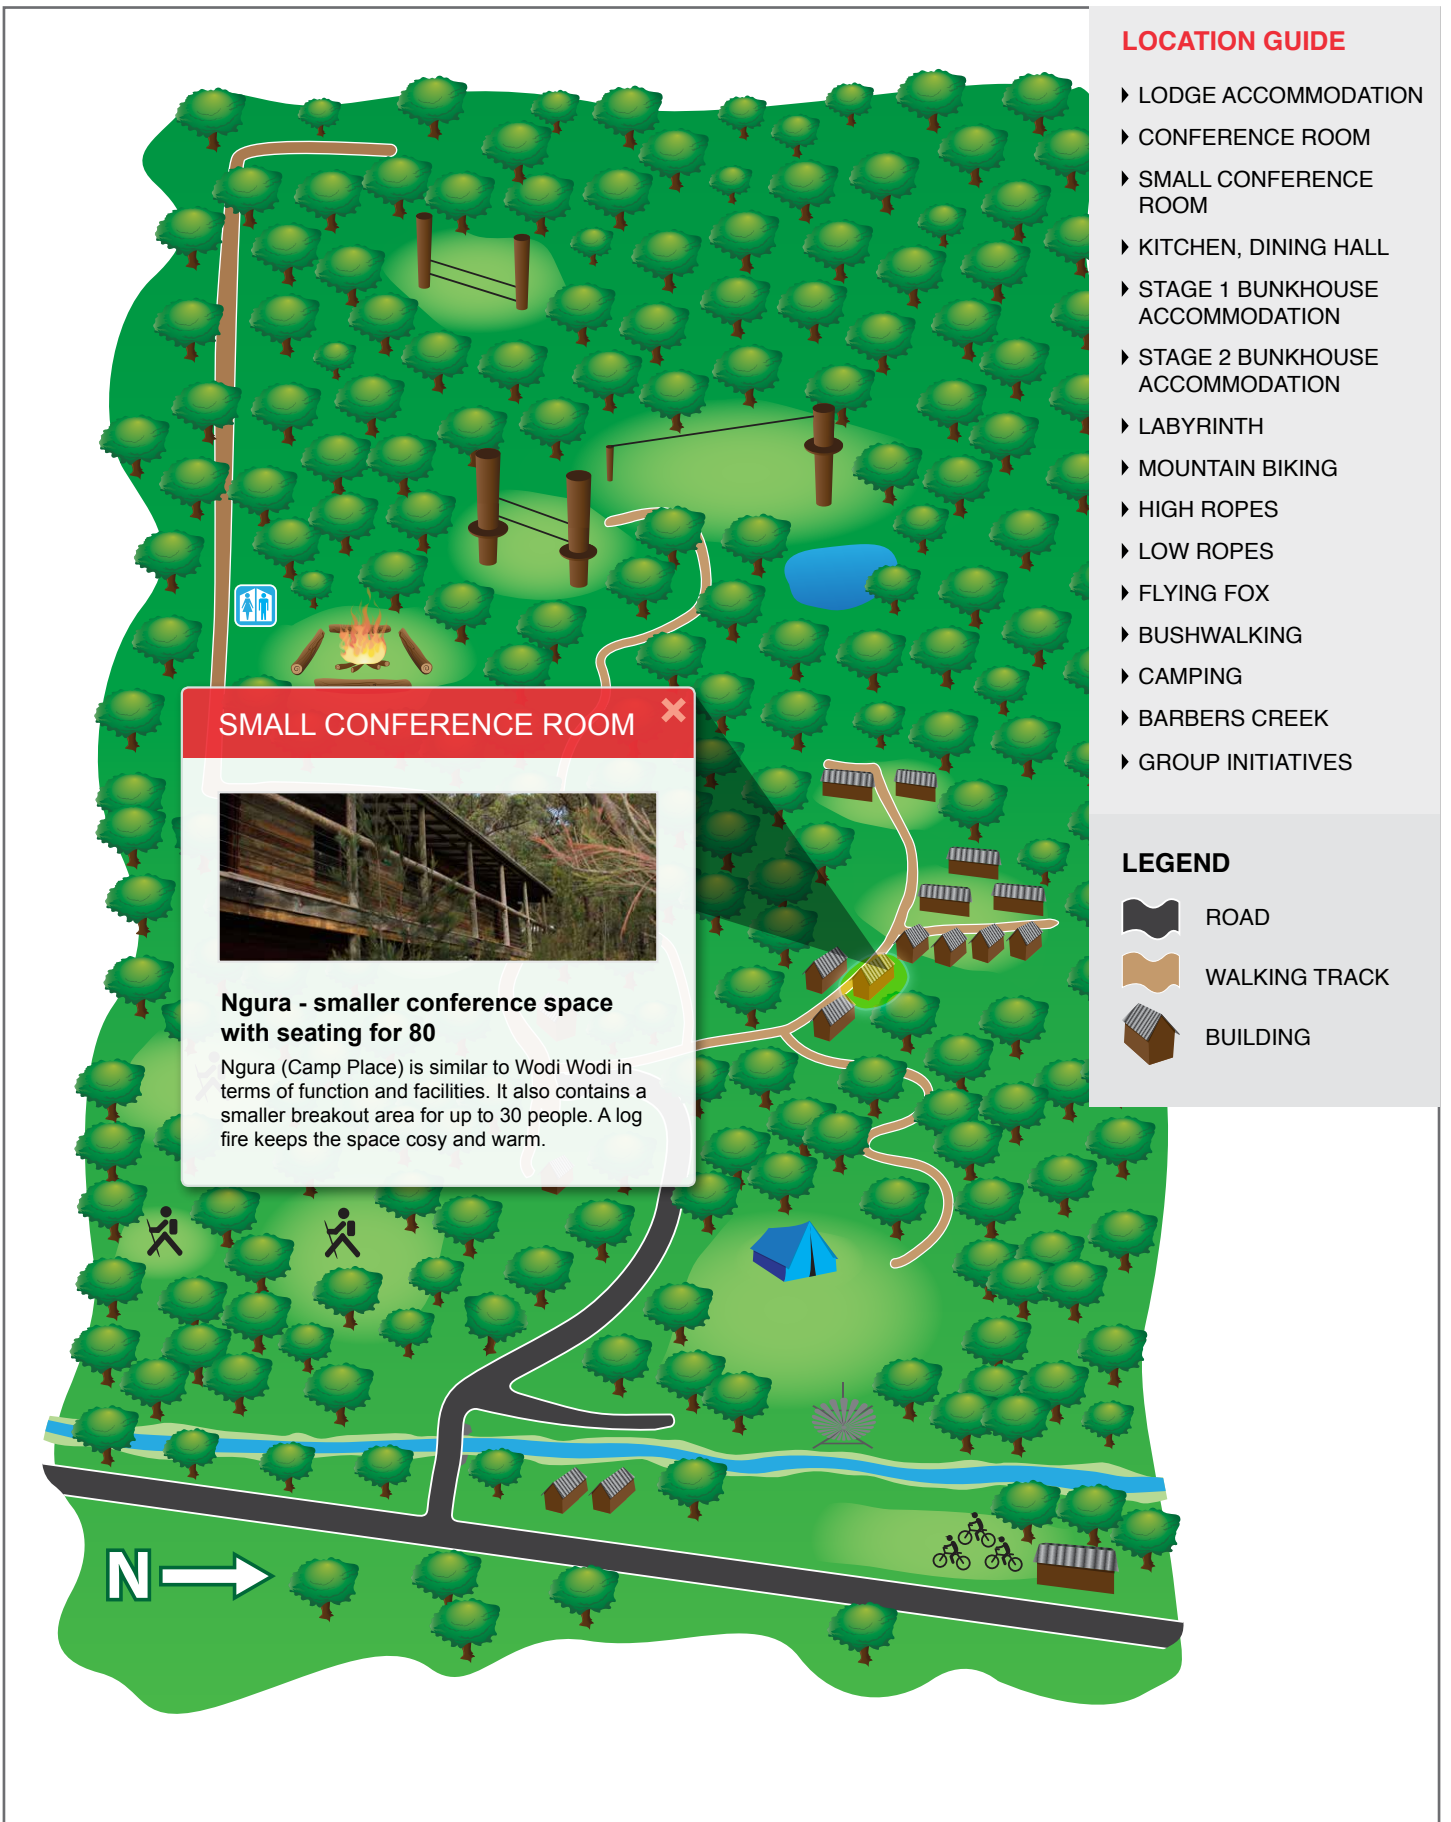 LOCATION GUIDE
LODGE ACCOMMODATION
CONFERENCE ROOM
SMALL CONFERENCE
ROOM
KITCHEN, DINING HALL
STAGE 1 BUNKHOUSE
ACCOMMODATION
STAGE 2 BUNKHOUSE
ACCOMMODATION
LABYRINTH
MOUNTAIN BIKING
HIGH ROPES
LOW ROPES
FLYING FOX
BUSHWALKING
CAMPING
BARBERS CREEK
GROUP INITIATIVES
LEGEND
ROAD
WALKING TRACK
BUILDING
SMALL CONFERENCE ROOM
Ngura - smaller conference space
with seating for 80
Ngura (Camp Place) is similar to Wodi Wodi in
terms of function and facilities. It also contains a
smaller breakout area for up to 30 people. A log
fire keeps the space cosy and warm.
N